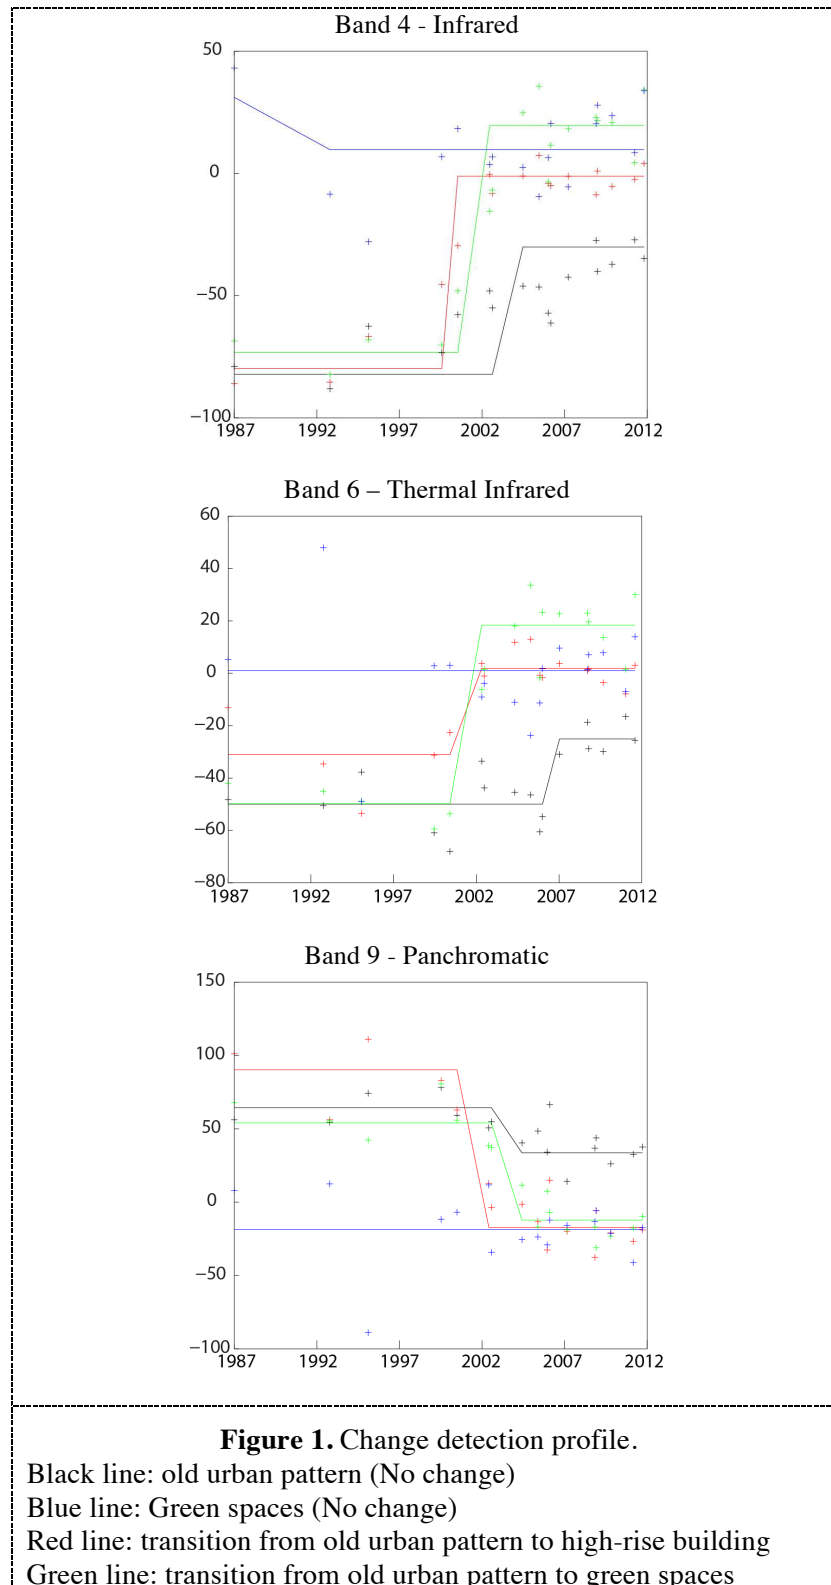 Band 4 - Infrared
50
0
−50
−100
1987 1992 1997 2002 2007 2012
Band 6 – Thermal Infrared
60
40
20
0
−20
−40
−60
−80
1987 1992 1997 2002 2007 2012
Band 9 - Panchromatic
150
100
50
0
−50
−100
1987 1992 1997 2002 2007 2012
Figure 1. Change detection profile.
Black line: old urban pattern (No change)
Blue line: Green spaces (No change)
Red line: transition from old urban pattern to high-rise building
Green line: transition from old urban pattern to green spaces